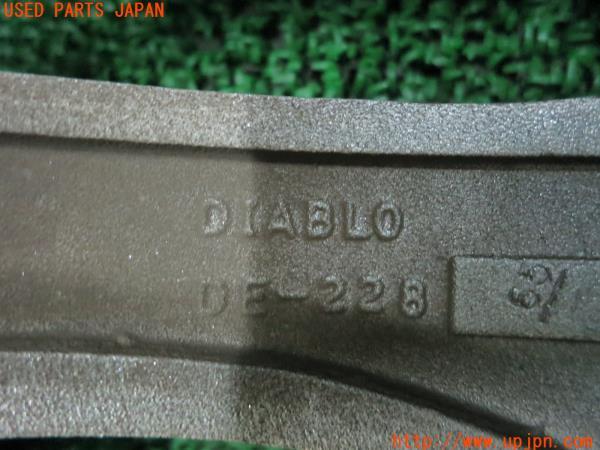 USED PARTS JAPAN
DIABLO
DE-228
http://www.upjpn.com/